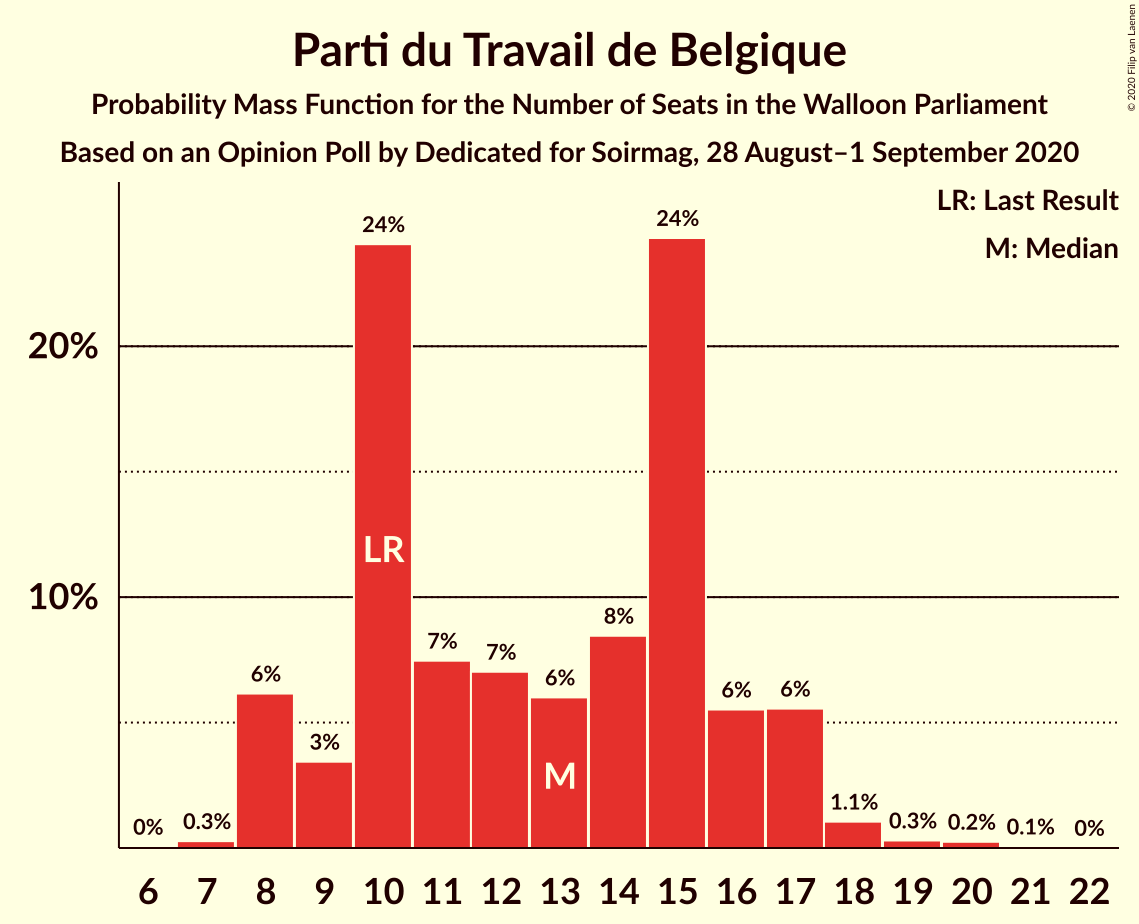 © 2020 Filip van Laenen
Parti du Travail de Belgique
Probability Mass Function for the Number of Seats in the Walloon Parliament
Based on an Opinion Poll by Dedicated for Soirmag, 28 August–1 September 2020
LR: Last Result
M: Median
20%
10%
0% 0.3% 6% 3% 24% 7% 7% 6% 8% 24% 6% 6% 1.1% 0.3% 0.2% 0.1% 0%
LR
M
6 7 8 9 10 11 12 13 14 15 16 17 18 19 20 21 22